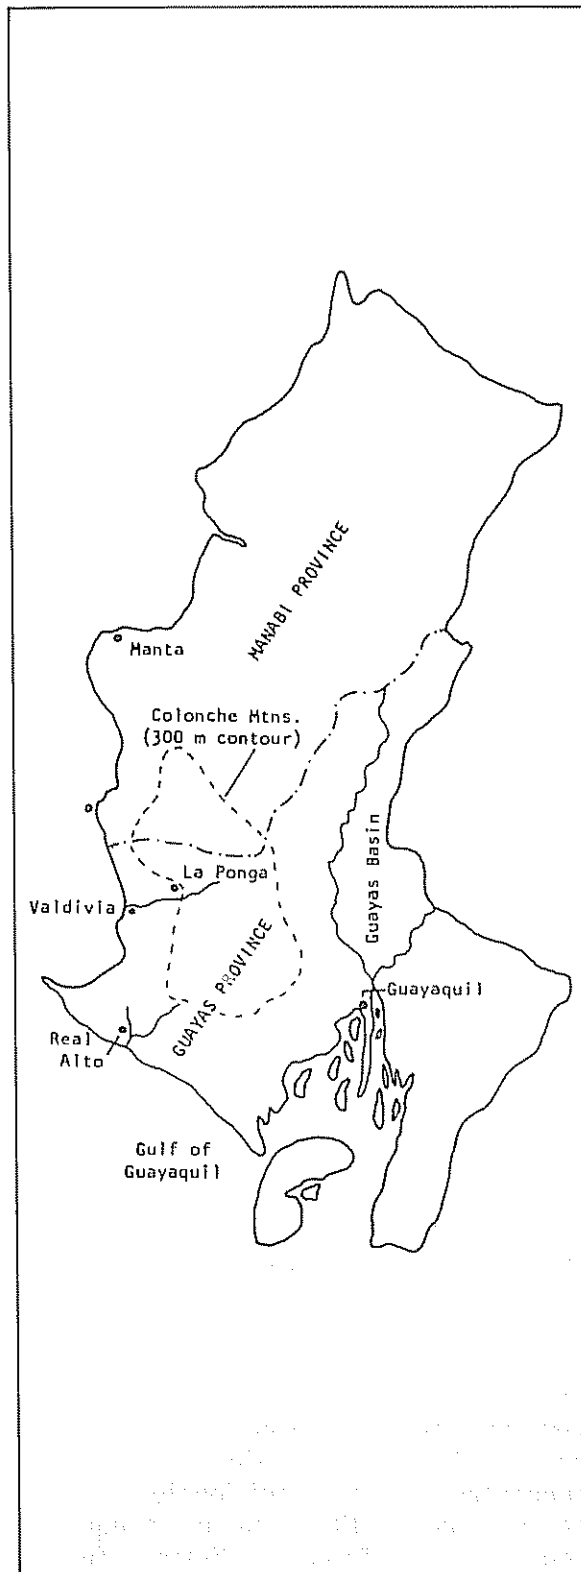 MANABI PROVINCE
Manta
Colonche Mtns.
(300 m contour)
La Ponga
Guayas Basin
Valdivia
GUAYAS PROVINCE
Guayaquil
Real
Alto
Gulf of
Guayaquil